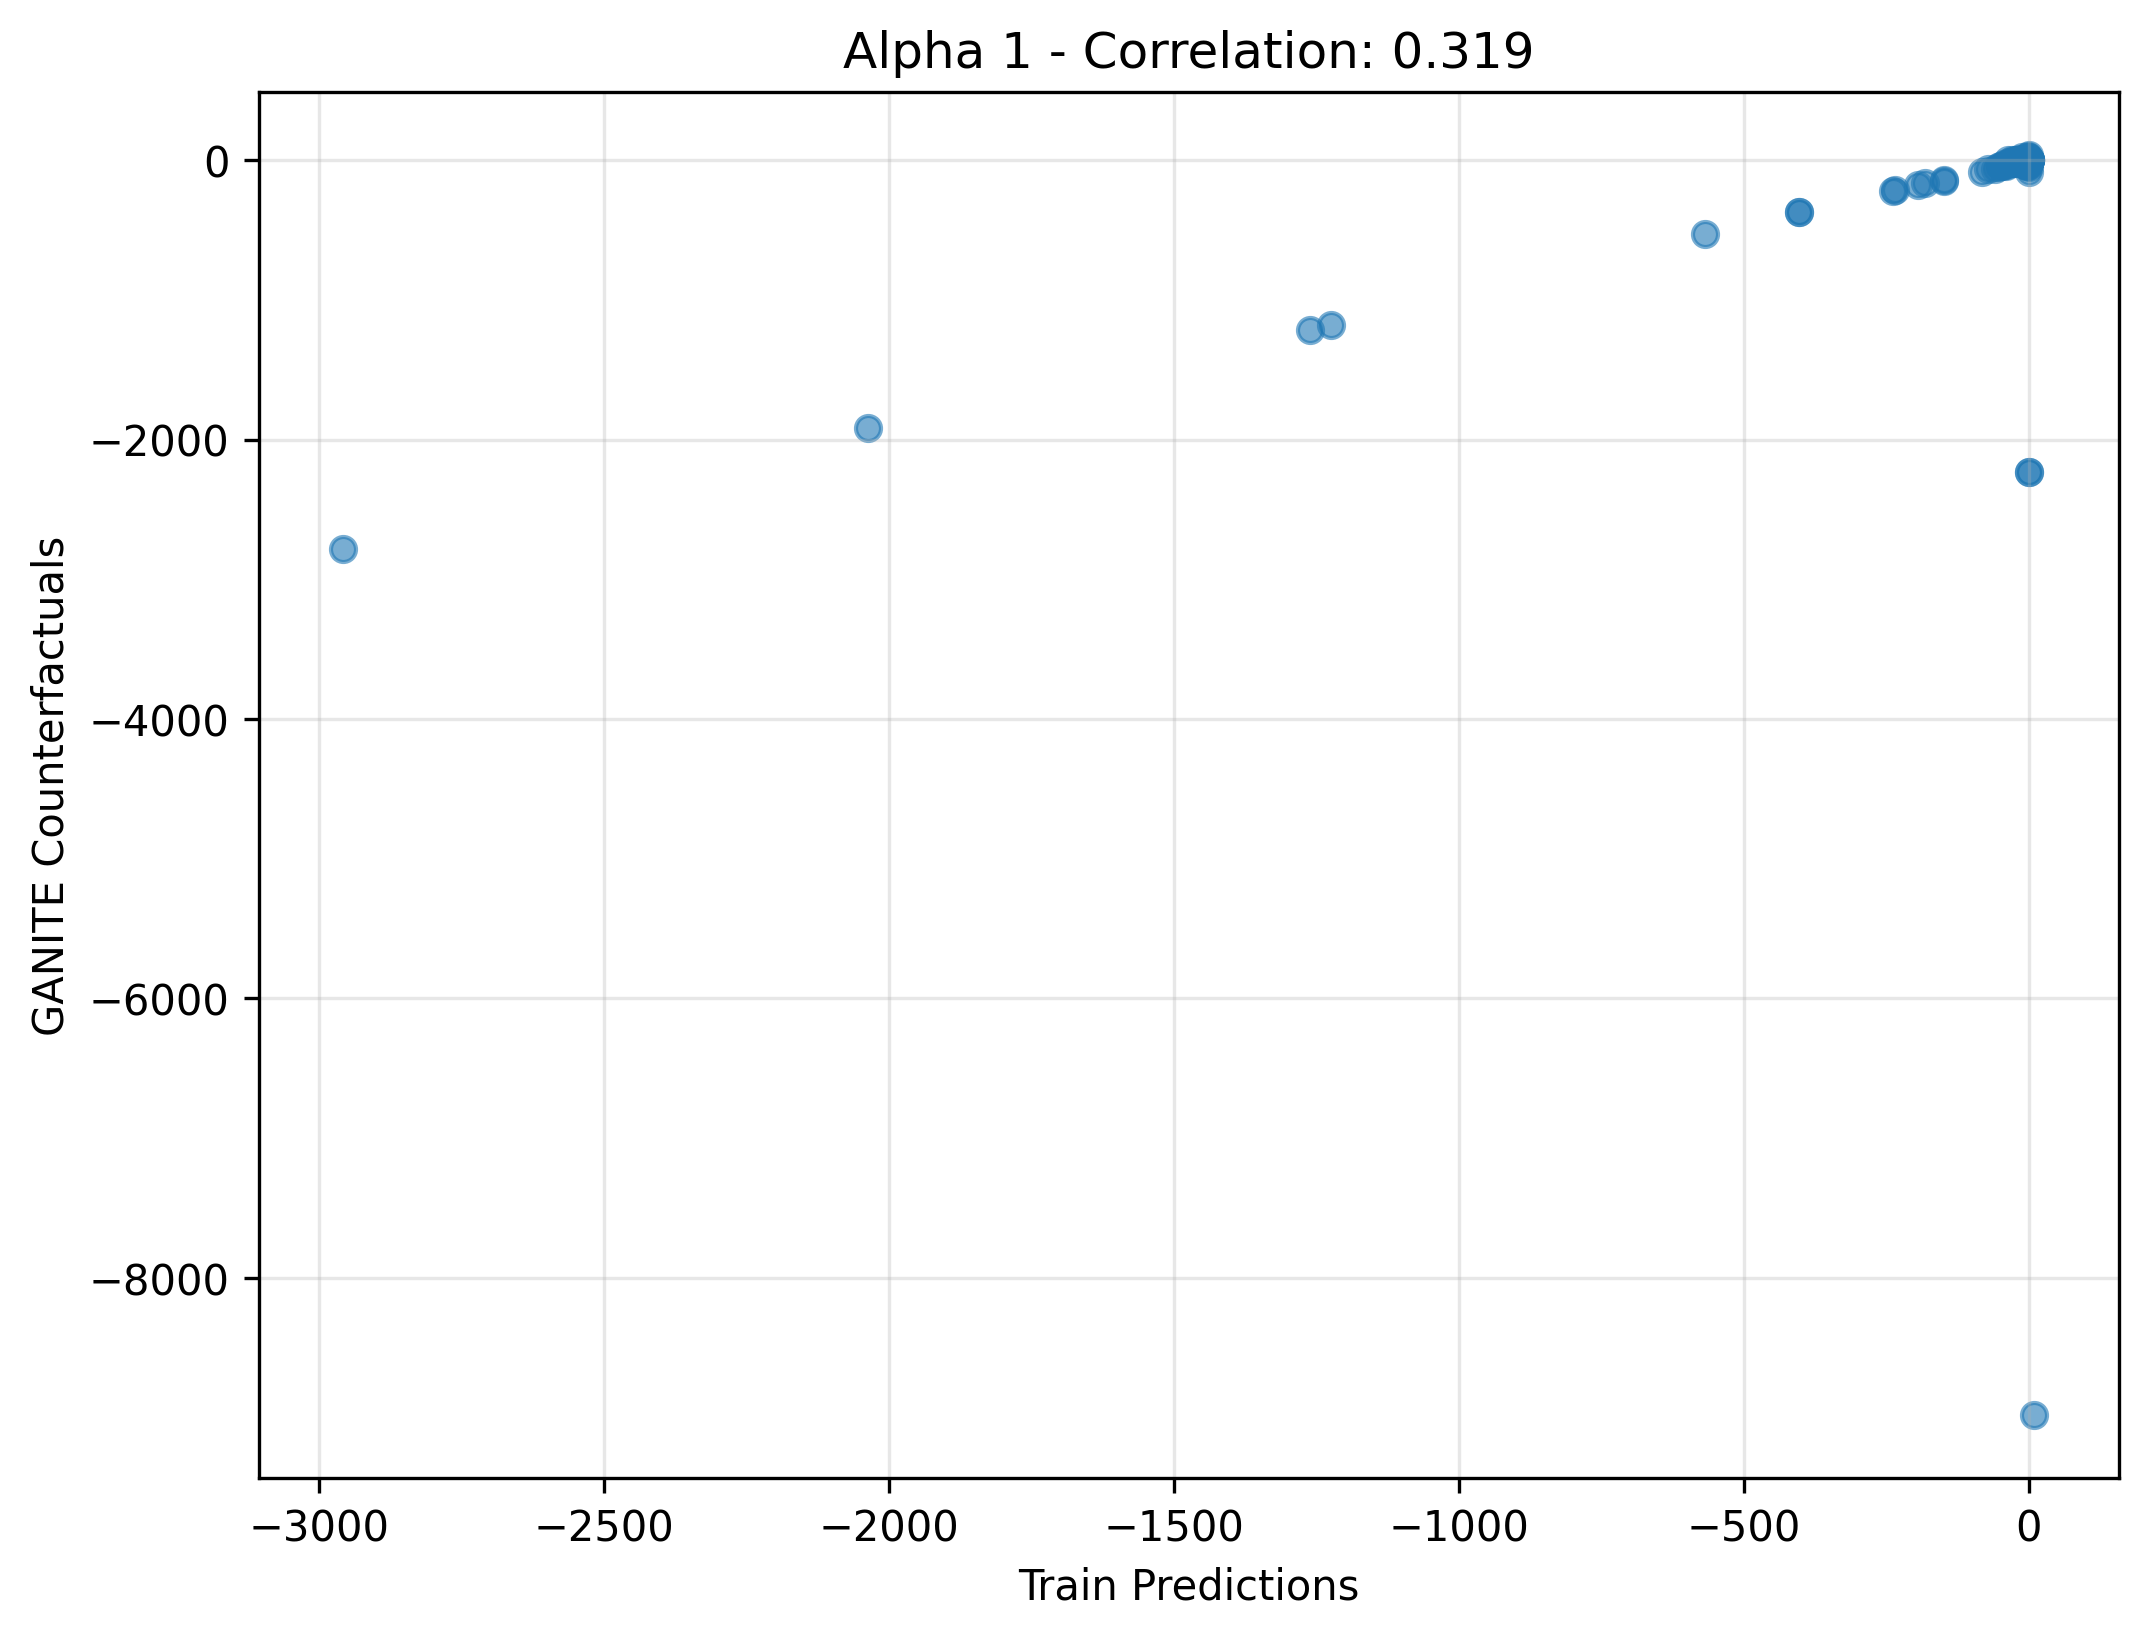 Alpha 1 - Correlation: 0.319
0
−2000
−4000
−6000
−8000
GANITE Counterfactuals
−3000 −2500 −2000 −1500 −1000 −500 0
Train Predictions